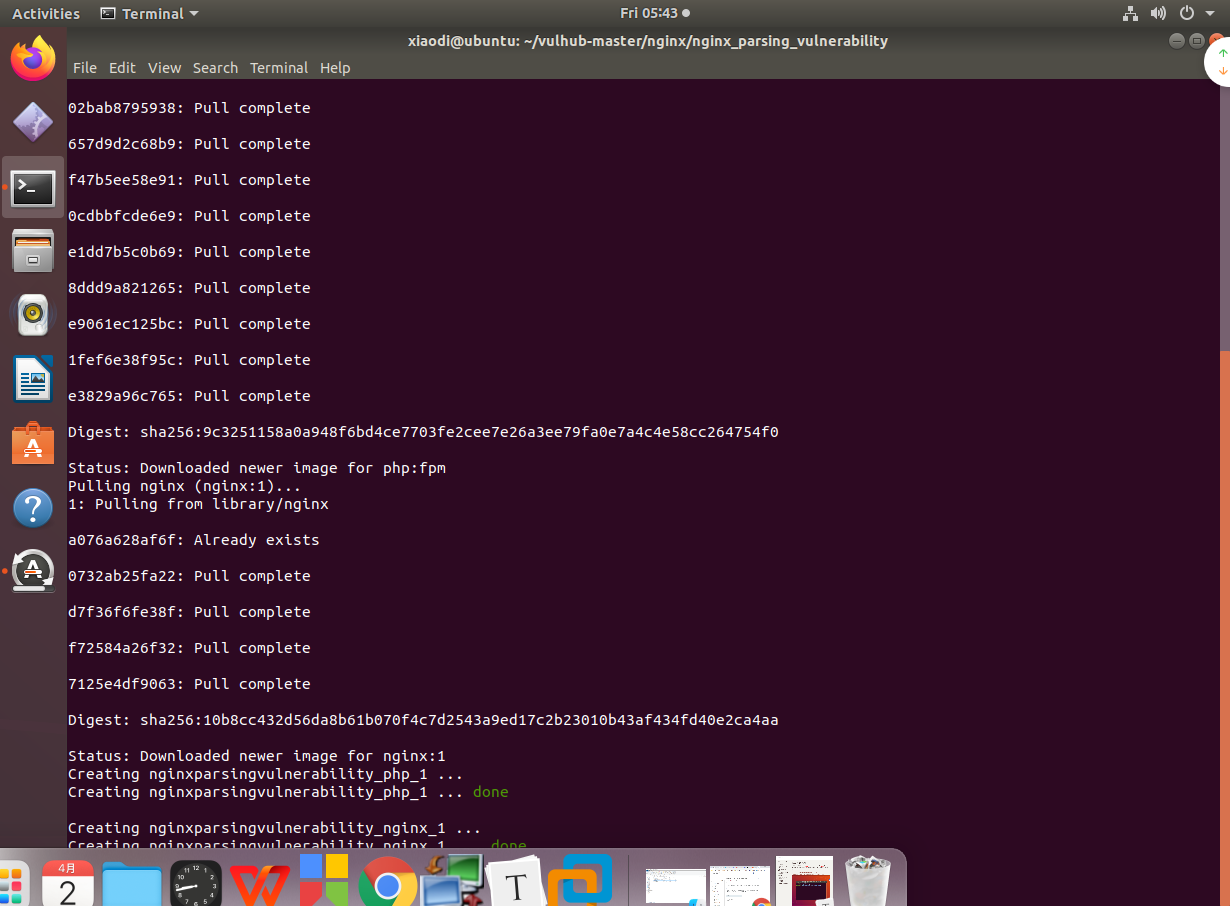 Activities
Terminal
Fri 05:43
xiaodi@ubuntu: ~/vulhub-master/nginx/nginx_parsing_vulnerability
File Edit View Search Terminal Help
02bab8795938: Pull complete
657d9d2c68b9: Pull complete
f47b5ee58e91: Pull complete
0cdbbfcde6e9: Pull complete
e1dd7b5c0b69: Pull complete
8ddd9a821265: Pull complete
e9061ec125bc: Pull complete
1fef6e38f95c: Pull complete
e3829a96c765: Pull complete
Digest: sha256:9c3251158a0a948f6bd4ce7703fe2cee7e26a3ee79fa0e7a4c4e58cc264754f0
Status: Downloaded newer image for php:fpm
Pulling nginx (nginx:1)...
1: Pulling from library/nginx
a076a628af6f: Already exists
0732ab25fa22: Pull complete
d7f36f6fe38f: Pull complete
f72584a26f32: Pull complete
7125e4df9063: Pull complete
Digest: sha256:10b8cc432d56da8b61b070f4c7d2543a9ed17c2b23010b43af434fd40e2ca4aa
Status: Downloaded newer image for nginx:1
Creating nginxparsingvulnerability_php_1 ...
Creating nginxparsingvulnerability_php_1 ... done
Creating nginxparsingvulnerability_nginx_1 ...
Creating nginxparsingvulnerability_nginx_1 ... done
4月
2
T